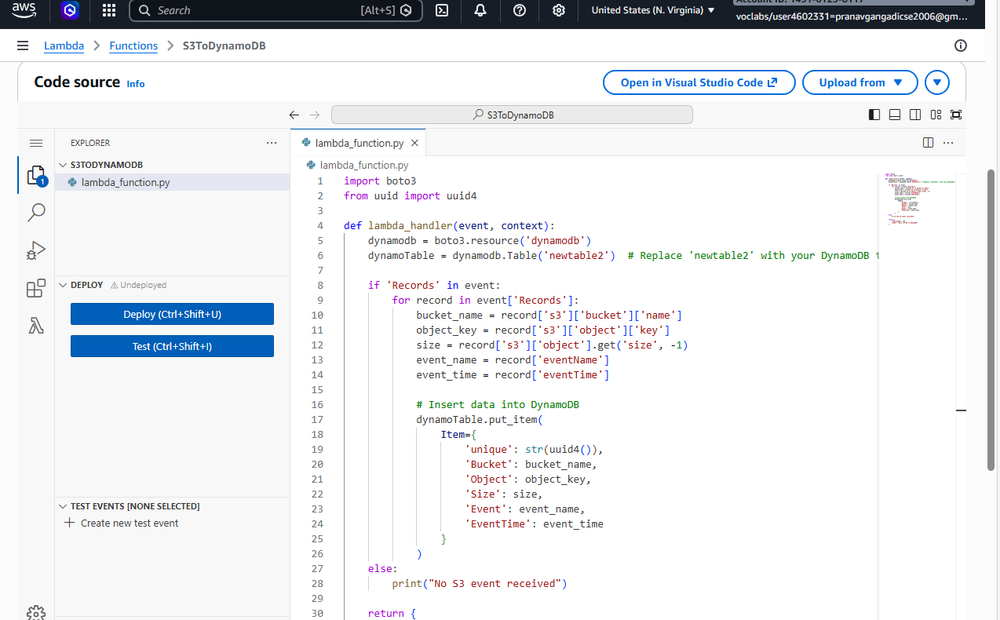 aws
Search [Alt+S]
United States (N. Virginia)
voclabs/user4602331=pranavgangadicse2006@gm...
Lambda > Functions > S3ToDynamoDB
Code source Info
Open in Visual Studio Code
Upload from
S3ToDynamoDB
EXPLORER
lambda_function.py
S3TODYNAMODB
lambda_function.py
1
lambda_function.py
1 import boto3
2 from uuid import uuid4
3
4 def lambda_handler(event, context):
5 dynamodb = boto3.resource('dynamodb')
6 dynamoTable = dynamodb.Table('newtable2')  # Replace 'newtable2' with your DynamoDB t
7
8 if 'Records' in event:
9 for record in event['Records']:
10 bucket_name = record['s3']['bucket']['name']
11 object_key = record['s3']['object']['key']
12 size = record['s3']['object'].get('size', -1)
13 event_name = record['eventName']
14 event_time = record['eventTime']
15
16 # Insert data into DynamoDB
17 dynamoTable.put_item(
18 Item={
19 'unique': str(uuid4()),
20 'Bucket': bucket_name,
21 'Object': object_key,
22 'Size': size,
23 'Event': event_name,
24 'EventTime': event_time
25 }
26 )
27 else:
28 print("No S3 event received")
29
30 return {
DEPLOY Undeployed
Deploy (Ctrl+Shift+U)
Test (Ctrl+Shift+I)
TEST EVENTS [NONE SELECTED]
Create new test event